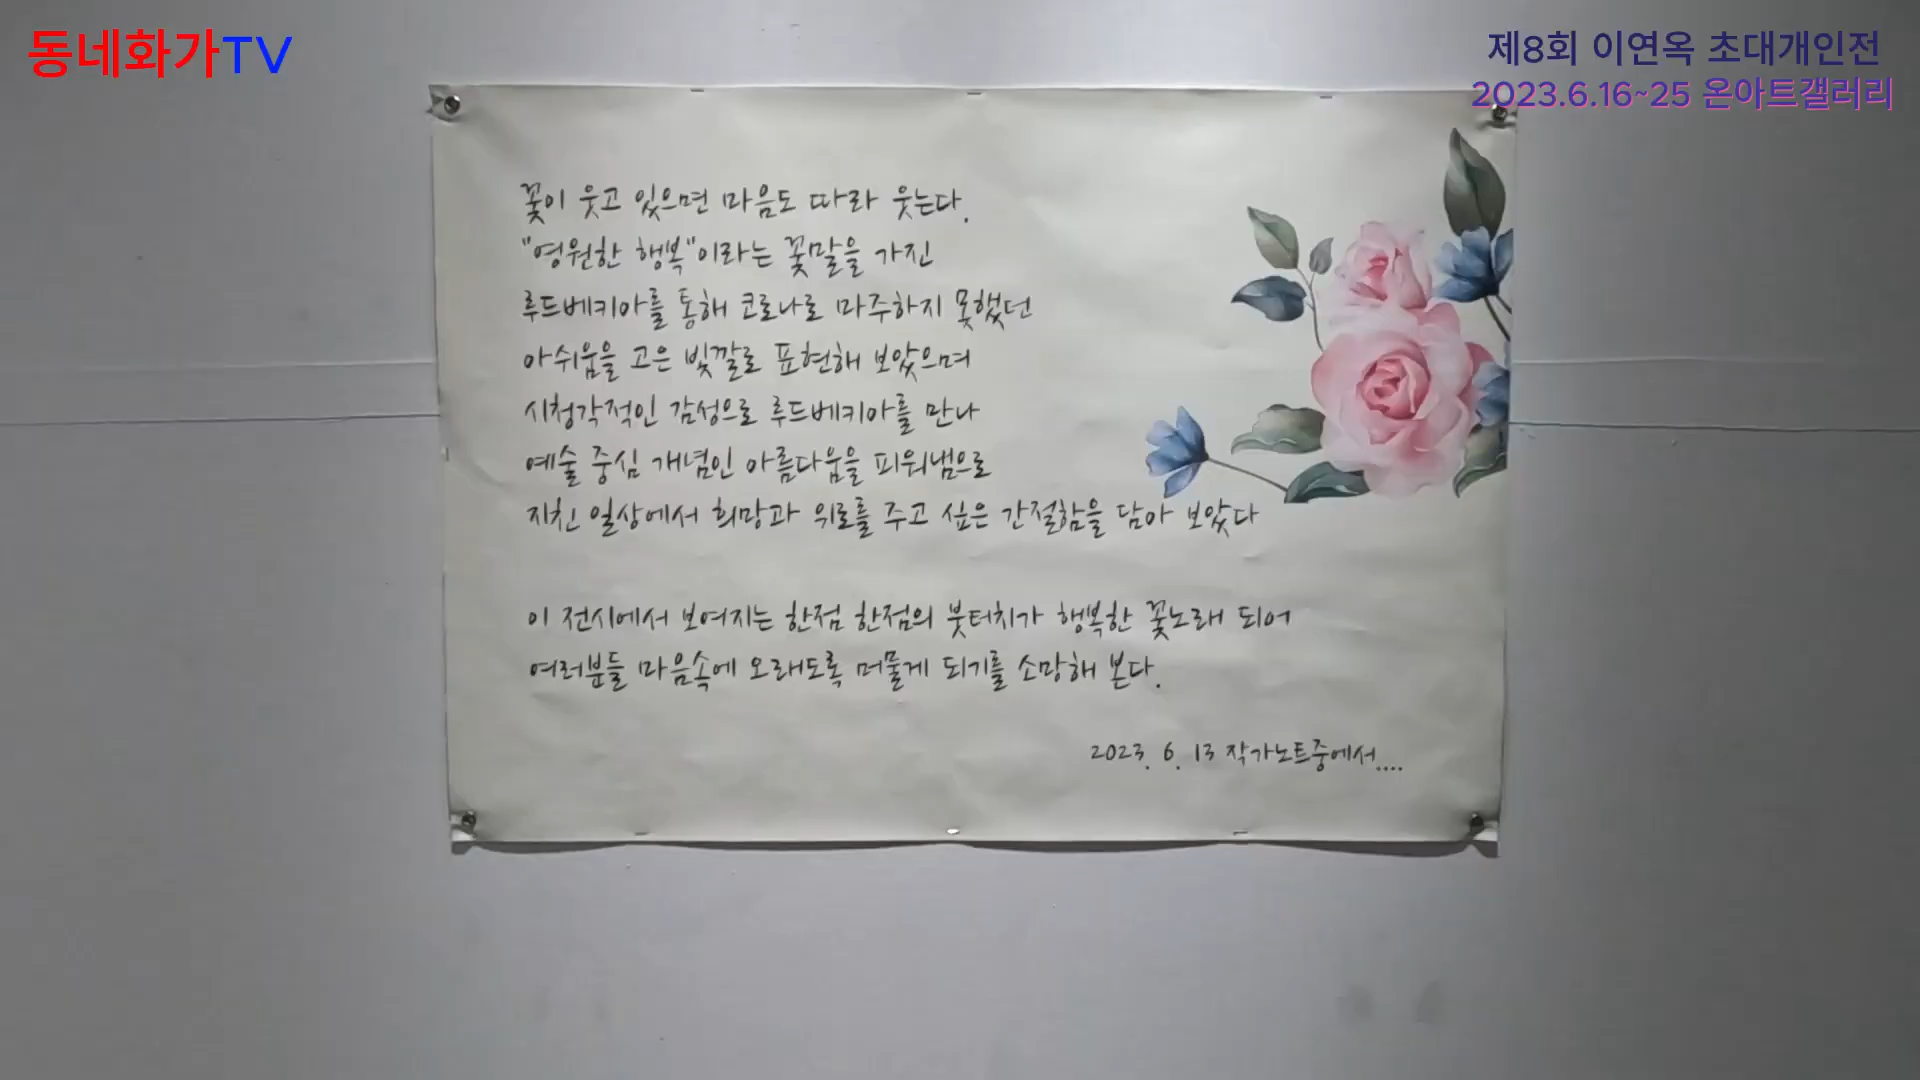 동네화가TV
제8회 이연옥 초대개인전
2023.6.16~25 온아트갤러리
꽃이 웃고 있으면 마음도 따라 웃는다.
"영원한 행복"이라는 꽃말을 가진
루드베키아를 통해 코로나로 마주하지 못했던
아쉬움을 고은 빛깔로 표현해 보았으며
시청각적인 감성으로 루드베키아를 만나
예술 중심 개념인 아름다움을 피워냄으로
지친 일상에서 희망과 위로를 주고 싶은 간절함을 담아 보았다
이 전시에서 보여지는 한점 한점의 붓터치가 행복한 꽃노래 되어
여러분들 마음속에 오래도록 머물게 되기를 소망해 본다.
2023. 6. 13 작가노트중에서....